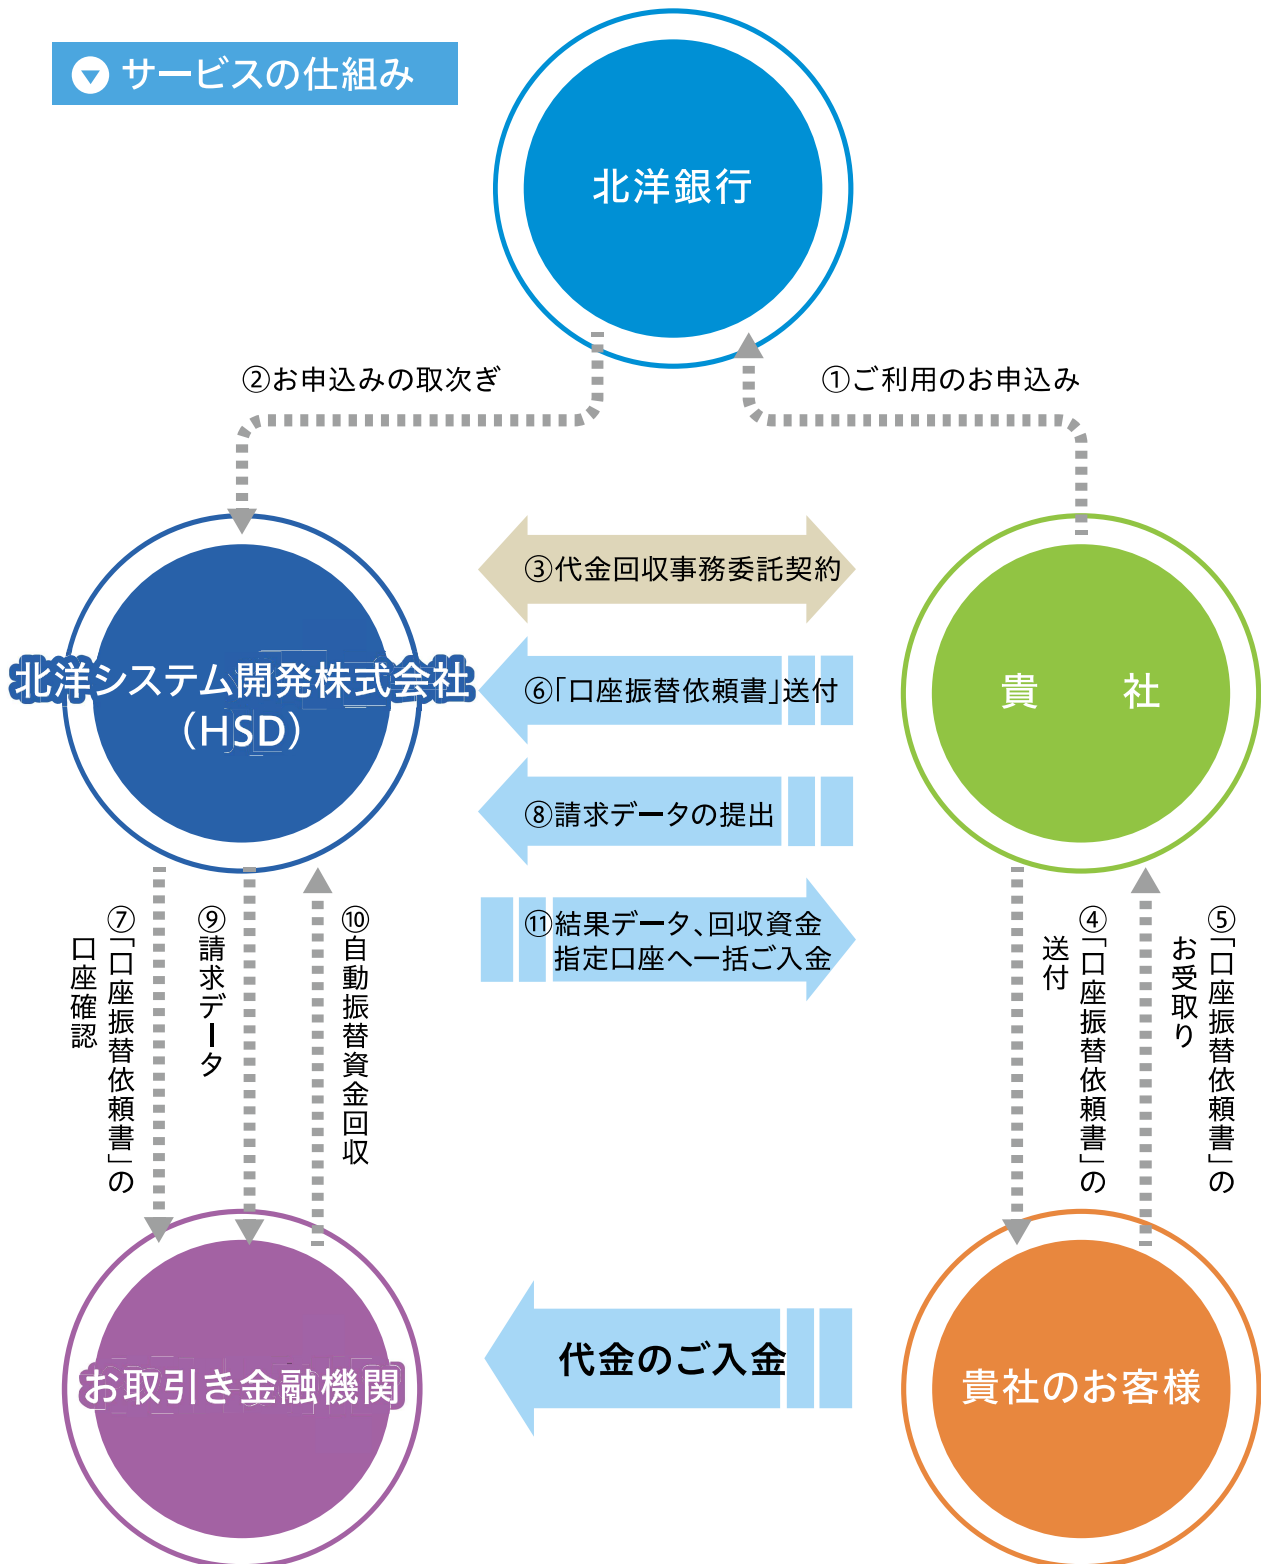 サービスの仕組み
北洋銀行
②お申込みの取次ぎ
①ご利用のお申込み
③代金回収事務委託契約
北洋システム開発株式会社
（HSD）
⑥「口座振替依頼書」送付
貴　　社
⑧請求データの提出
⑪結果データ、回収資金
指定口座へ一括ご入金
⑦「口座振替依頼書」の
口座確認
⑨請求データ
⑩自動振替資金回収
④「口座振替依頼書」の
送付
⑤「口座振替依頼書」の
お受取り
お取引き金融機関
代金のご入金
貴社のお客様